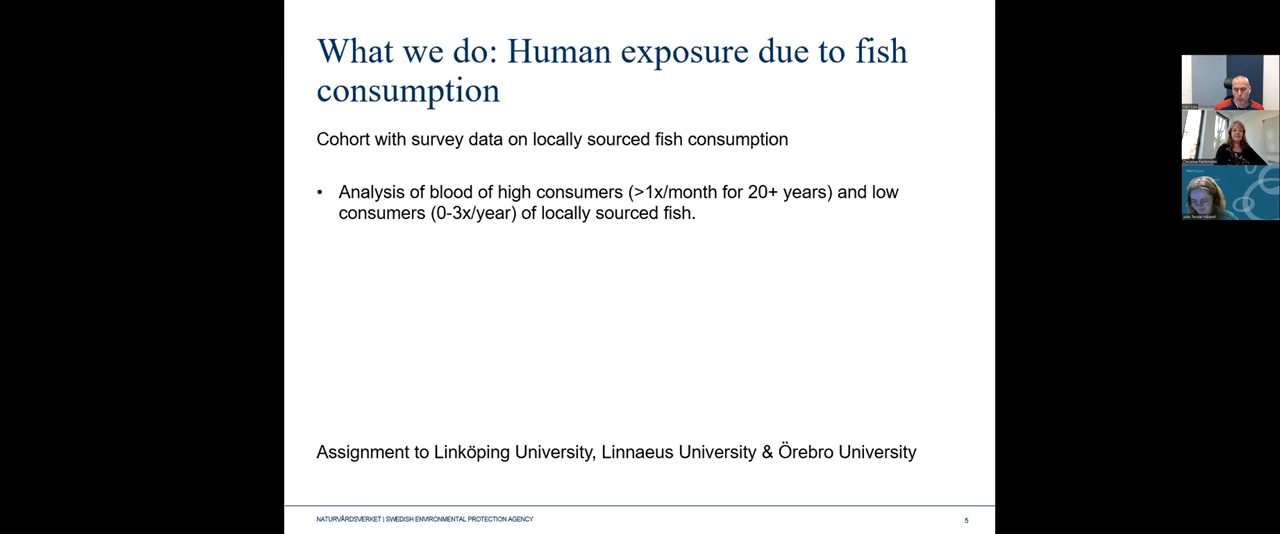 What we do: Human exposure due to fish
consumption
Cohort with survey data on locally sourced fish consumption
• Analysis of blood of high consumers (>1x/month for 20+ years) and low
consumers (0-3x/year) of locally sourced fish.
Assignment to Linköping University, Linnaeus University & Örebro University
NATURVÅRDSVERKET | SWEDISH ENVIRONMENTAL PROTECTION AGENCY
5